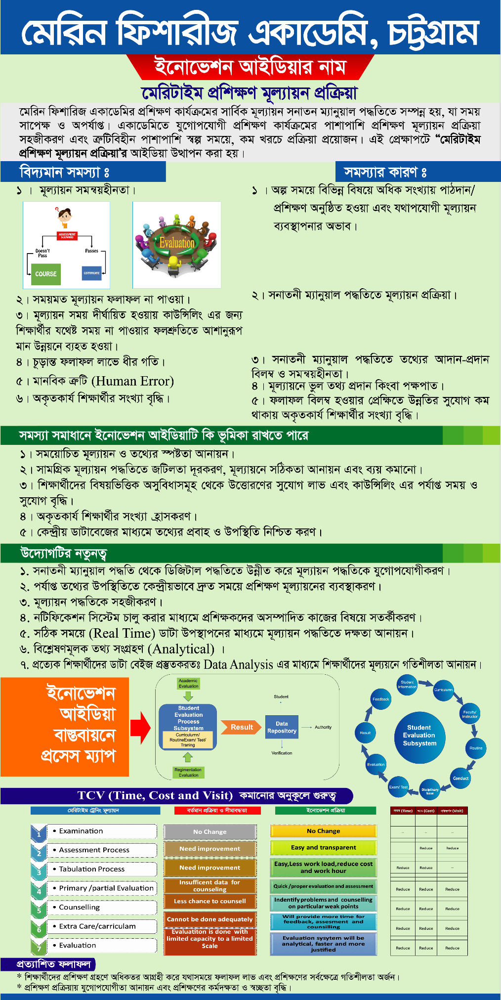 মেরিন ফিশারীজ একাডেমি, চট্টগ্রাম
ইনোভেশন আইডিয়ার নাম
মেরিটাইম প্রশিক্ষণ মূল্যায়ন প্রক্রিয়া
মেরিন ফিশারিজ একাডেমির প্রশিক্ষণ কার্যক্রমের সার্বিক মূল্যায়ন সনাতন ম্যানুয়াল পদ্ধতিতে সম্পন্ন হয়, যা সময়
সাপেক্ষ ও অপর্যাপ্ত। একাডেমিতে যুগোপযোগী প্রশিক্ষণ কার্যক্রমের পাশাপাশি প্রশিক্ষণ মূল্যায়ন প্রক্রিয়া
সহজীকরণ এবং ত্রুটিবিহীন পাশাপাশি স্বল্প সময়ে, কম খরচে প্রক্রিয়া প্রয়োজন। এই প্রেক্ষাপটে “মেরিটাইম
প্রশিক্ষণ মূল্যায়ন প্রক্রিয়া’র আইডিয়া উত্থাপন করা হয়।
বিদ্যমান সমস্যা ঃ
১ । মূল্যায়ন সমন্বয়হীনতা।
?
ASSESSMENT
SCENARIO
Doesn't
Pass
Passes
COURSE
CERTIFICATE
Evaluation
২। সময়মত মূল্যায়ন ফলাফল না পাওয়া।
৩। মূল্যায়ন সময় দীর্ঘায়িত হওয়ায় কাউন্সিলিং এর জন্য
শিক্ষার্থীর যথেষ্ট সময় না পাওয়ার ফলশ্রুতিতে আশানুরূপ
মান উন্নয়নে ব্যহত হওয়া।
৪। চূড়ান্ত ফলাফল লাভে ধীর গতি।
৫। মানবিক ত্রুটি (Human Error)
৬। অকৃতকার্য শিক্ষার্থীর সংখ্যা বৃদ্ধি।
সমস্যার কারণ ঃ
১ । অল্প সময়ে বিভিন্ন বিষয়ে অধিক সংখ্যায় পাঠদান/
প্রশিক্ষণ অনুষ্ঠিত হওয়া এবং যথাপযোগী মূল্যায়ন
ব্যবস্থাপনার অভাব।
২। সনাতনী ম্যানুয়াল পদ্ধতিতে মূল্যায়ন প্রক্রিয়া।
৩। সনাতনী ম্যানুয়াল পদ্ধতিতে তথ্যের আদান-প্রদান
বিলম্ব ও সমন্বয়হীনতা।
৪। মূল্যায়নে ভুল তথ্য প্রদান কিংবা পক্ষপাত।
৫। ফলাফল বিলম্ব হওয়ার প্রেক্ষিতে উন্নতির সুযোগ কম
থাকায় অকৃতকার্য শিক্ষার্থীর সংখ্যা বৃদ্ধি।
সমস্যা সমাধানে ইনোভেশন আইডিয়াটি কি ভূমিকা রাখতে পারে
১। সময়োচিত মূল্যায়ন ও তথ্যের স্পষ্টতা আনায়ন।
২। সামগ্রিক মূল্যায়ন পদ্ধতিতে জটিলতা দূরকরণ, মূল্যায়নে সঠিকতা আনায়ন এবং ব্যয় কমানো।
৩। শিক্ষার্থীদের বিষয়ভিত্তিক অসুবিধাসমূহ থেকে উত্তোরণের সুযোগ লাভ এবং কাউন্সিলিং এর পর্যাপ্ত সময় ও
সুযোগ বৃদ্ধি।
৪। অকৃতকার্য শিক্ষার্থীর সংখ্যা হ্রাসকরণ।
৫। কেন্দ্রীয় ডাটাবেজের মাধ্যমে তথ্যের প্রবাহ ও উপস্থিতি নিশ্চিত করণ।
উদ্যোগটির নতুনত্ব
১. সনাতনী ম্যানুয়াল পদ্ধতি থেকে ডিজিটাল পদ্ধতিতে উন্নীত করে মূল্যায়ন পদ্ধতিকে যুগোপযোগীকরণ।
২. পর্যাপ্ত তথ্যের উপস্থিতিতে কেন্দ্রীয়ভাবে দ্রুত সময়ে প্রশিক্ষণ মূল্যায়নের ব্যবস্থাকরণ।
৩. মূল্যায়ন পদ্ধতিকে সহজীকরণ।
৪. নটিফিকেশন সিস্টেম চালু করার মাধ্যমে প্রশিক্ষকদের অসম্পাদিত কাজের বিষয়ে সতর্কীকরণ।
৫. সঠিক সময়ে (Real Time) ডাটা উপস্থাপনের মাধ্যমে মূল্যায়ন পদ্ধতিতে দক্ষতা আনায়ন।
৬. বিশ্লেষণমূলক তথ্য সংগ্রহণ (Analytical) ।
৭. প্রত্যেক শিক্ষার্থীদের ডাটা বেইজ প্রস্তুতকরতঃ Data Analysis এর মাধ্যমে শিক্ষার্থীদের মূল্যয়নে গতিশীলতা আনায়ন।
ইনোভেশন
আইডিয়া
বাস্তবায়নে
প্রসেস ম্যাপ
Academic
Evaluation
Student
Evaluation
Process
Subsystem
Curriculumn/
RoutineExam/ Test/
Traning
Regimentation
Evaluation
Result
Student
Data
Repository
Authority
Verification
Student
Information
Curriculumn
Faculty/
Instructor
Routine
Conduct
Disciplinary
Issue
Exam/ Test
Evaluation
Result
Feedback
Student
Evaluation
Subsystem
TCV (Time, Cost and Visit) কমানোর অনুকূলে গুরুত্ব
মেরিটাইম ট্রেনিং মূল্যায়ন
বর্তমান প্রক্রিয়া ও সীমাবদ্ধতা
ইনোভেশন প্রক্রিয়া
সময় (Time) খরচ (Cost) পরিদর্শন (Visit)
1 • Examination No Change No Change -- -- --
2 • Assessment Process Need improvement Easy and transparent Reduce Reduce
3 • Tabulation Process Need improvement Easy,Less work load,reduce cost
and work hour Reduce Reduce --
4 • Primary /partial Evaluation Insufficent data for
counseling Quick /proper evaluation and assessment Reduce Reduce Reduce
5 • Counselling Less chance to counsell Indentify problems and counselling
on particular weak points Reduce Reduce Reduce
6 • Extra Care/carriculam Cannot be done adequately Will provide more time for
feedback, assesment and
counsilling Reduce Reduce Reduce
7 • Evaluation Evaluatiton is done with
limited capacity to a limited
Scale Evaluation sysytem will be
analytical, faster and more
justified Reduce Reduce Reduce
প্রত্যাশিত ফলাফল
* শিক্ষার্থীদের প্রশিক্ষণ গ্রহণে অধিকতর আগ্রহী করে যথাসময়ে ফলাফল লাভ এবং প্রশিক্ষণের সর্বক্ষেত্রে গতিশীলতা অর্জন।
* প্রশিক্ষণ প্রক্রিয়ায় যুগোপযোগীতা আনায়ন এবং প্রশিক্ষণের কর্মদক্ষতা ও স্বচ্ছতা বৃদ্ধি।